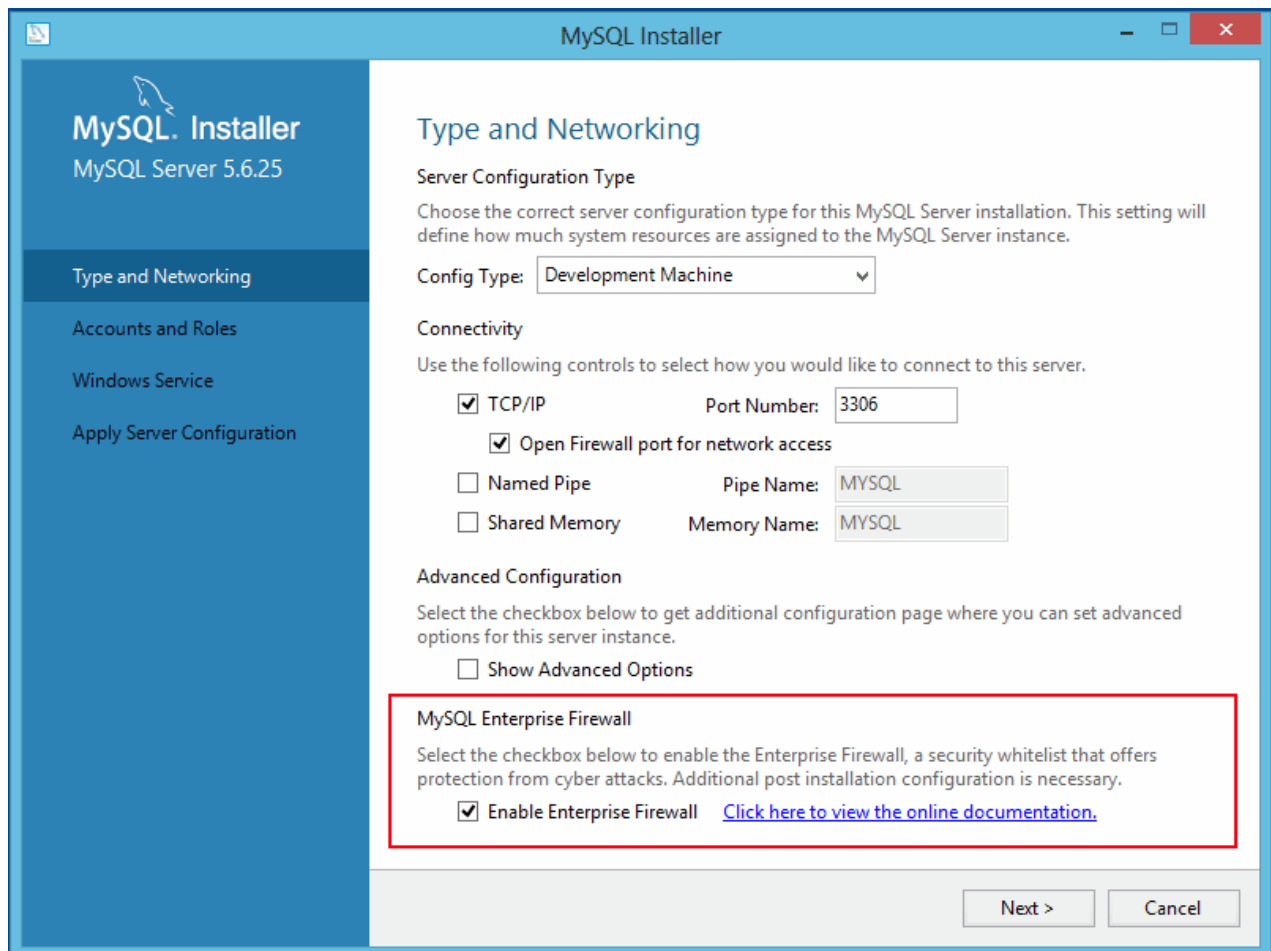 MySQL Installer
MySQL. Installer
MySQL Server 5.6.25
Type and Networking
Accounts and Roles
Windows Service
Apply Server Configuration
Type and Networking
Server Configuration Type
Choose the correct server configuration type for this MySQL Server installation. This setting will
define how much system resources are assigned to the MySQL Server instance.
Config Type: Development Machine
Connectivity
Use the following controls to select how you would like to connect to this server.
TCP/IP Port Number: 3306
Open Firewall port for network access
Named Pipe Pipe Name: MYSQL
Shared Memory Memory Name: MYSQL
Advanced Configuration
Select the checkbox below to get additional configuration page where you can set advanced
options for this server instance.
Show Advanced Options
MySQL Enterprise Firewall
Select the checkbox below to enable the Enterprise Firewall, a security whitelist that offers
protection from cyber attacks. Additional post installation configuration is necessary.
Enable Enterprise Firewall Click here to view the online documentation.
Next > Cancel